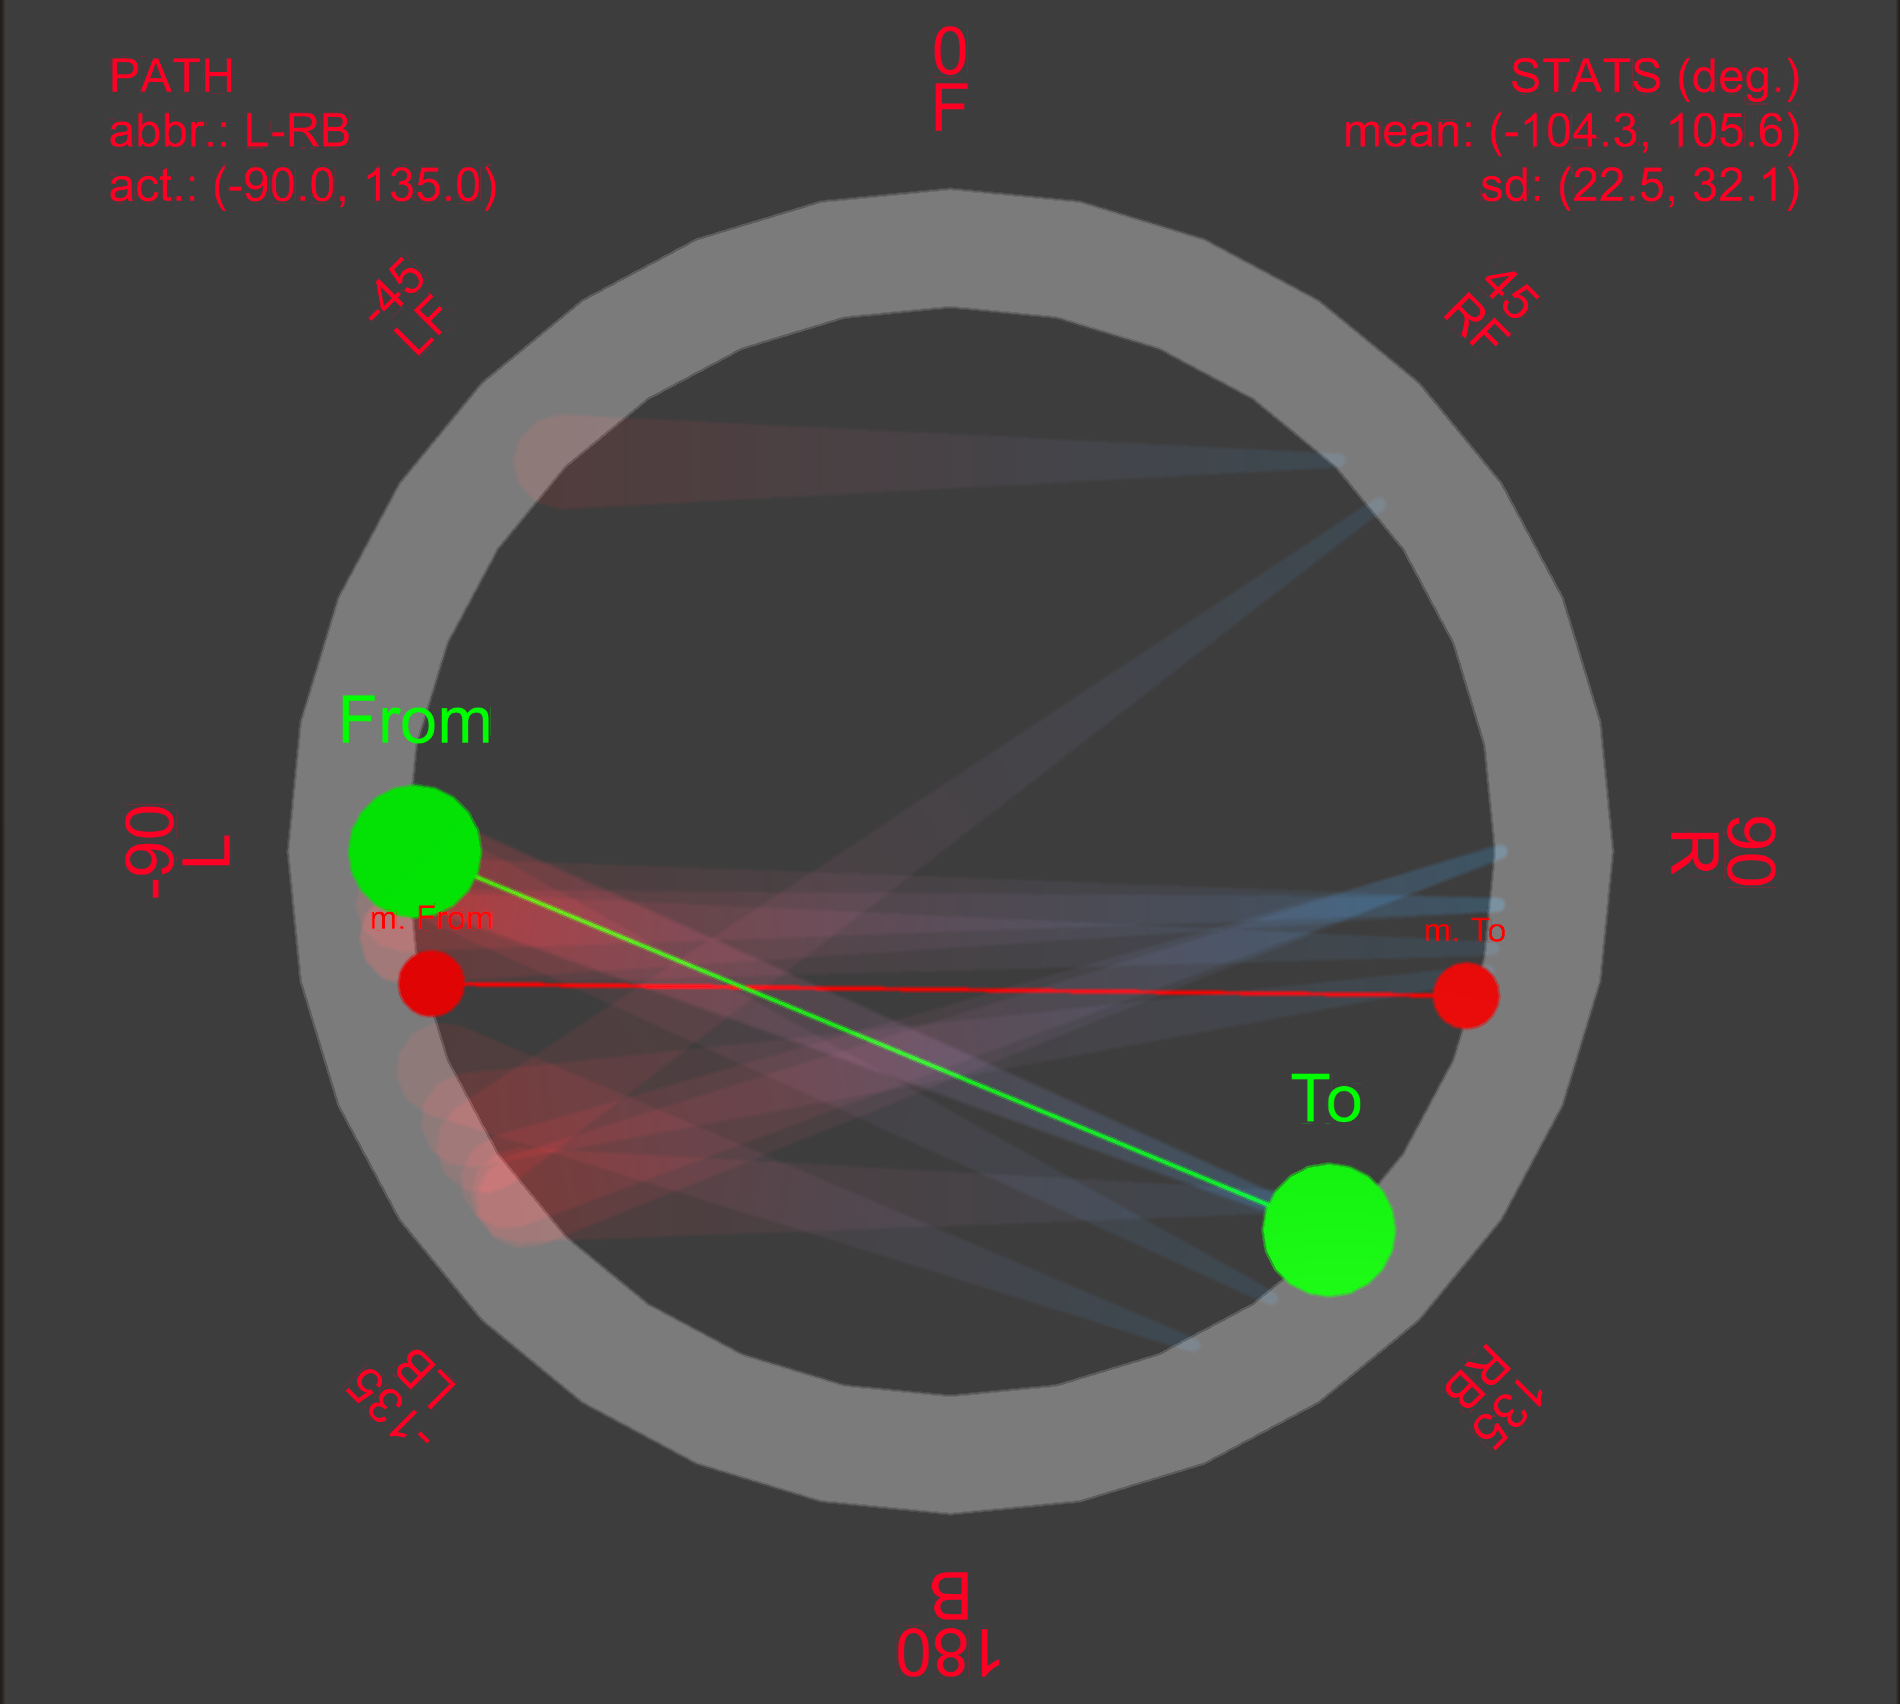 PATH
abbr.: L-RB
act.: (-90.0, 135.0)
0
F
STATS (deg.)
mean: (-104.3, 105.6)
sd: (22.5, 32.1)
-45
LF
45
RF
From
-90
L
90
R
m. From
m. To
To
LB
-135
RB
135
B
180